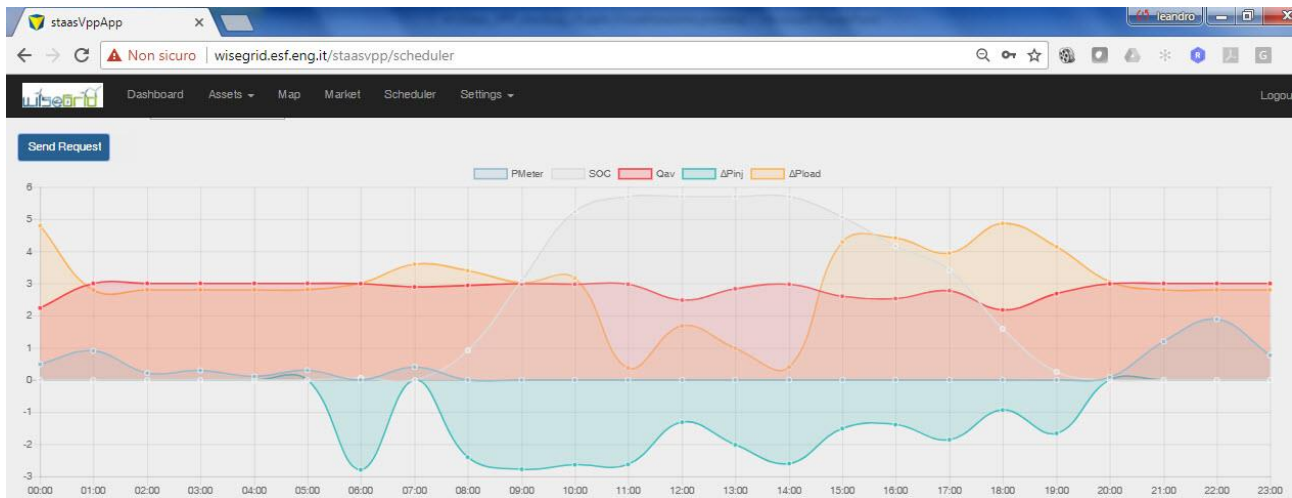 staasVppApp
leandro
Non sicuro | wisegrid.esf.eng.it/staasvpp/scheduler
wiseGrid Dashboard Assets Map Market Scheduler Settings Logou
Send Request
PMeter SOC Qav ΔPinj ΔPload
6
5
4
3
2
1
0
-1
-2
-3
00:00 01:00 02:00 03:00 04:00 05:00 06:00 07:00 08:00 09:00 10:00 11:00 12:00 13:00 14:00 15:00 16:00 17:00 18:00 19:00 20:00 21:00 22:00 23:00